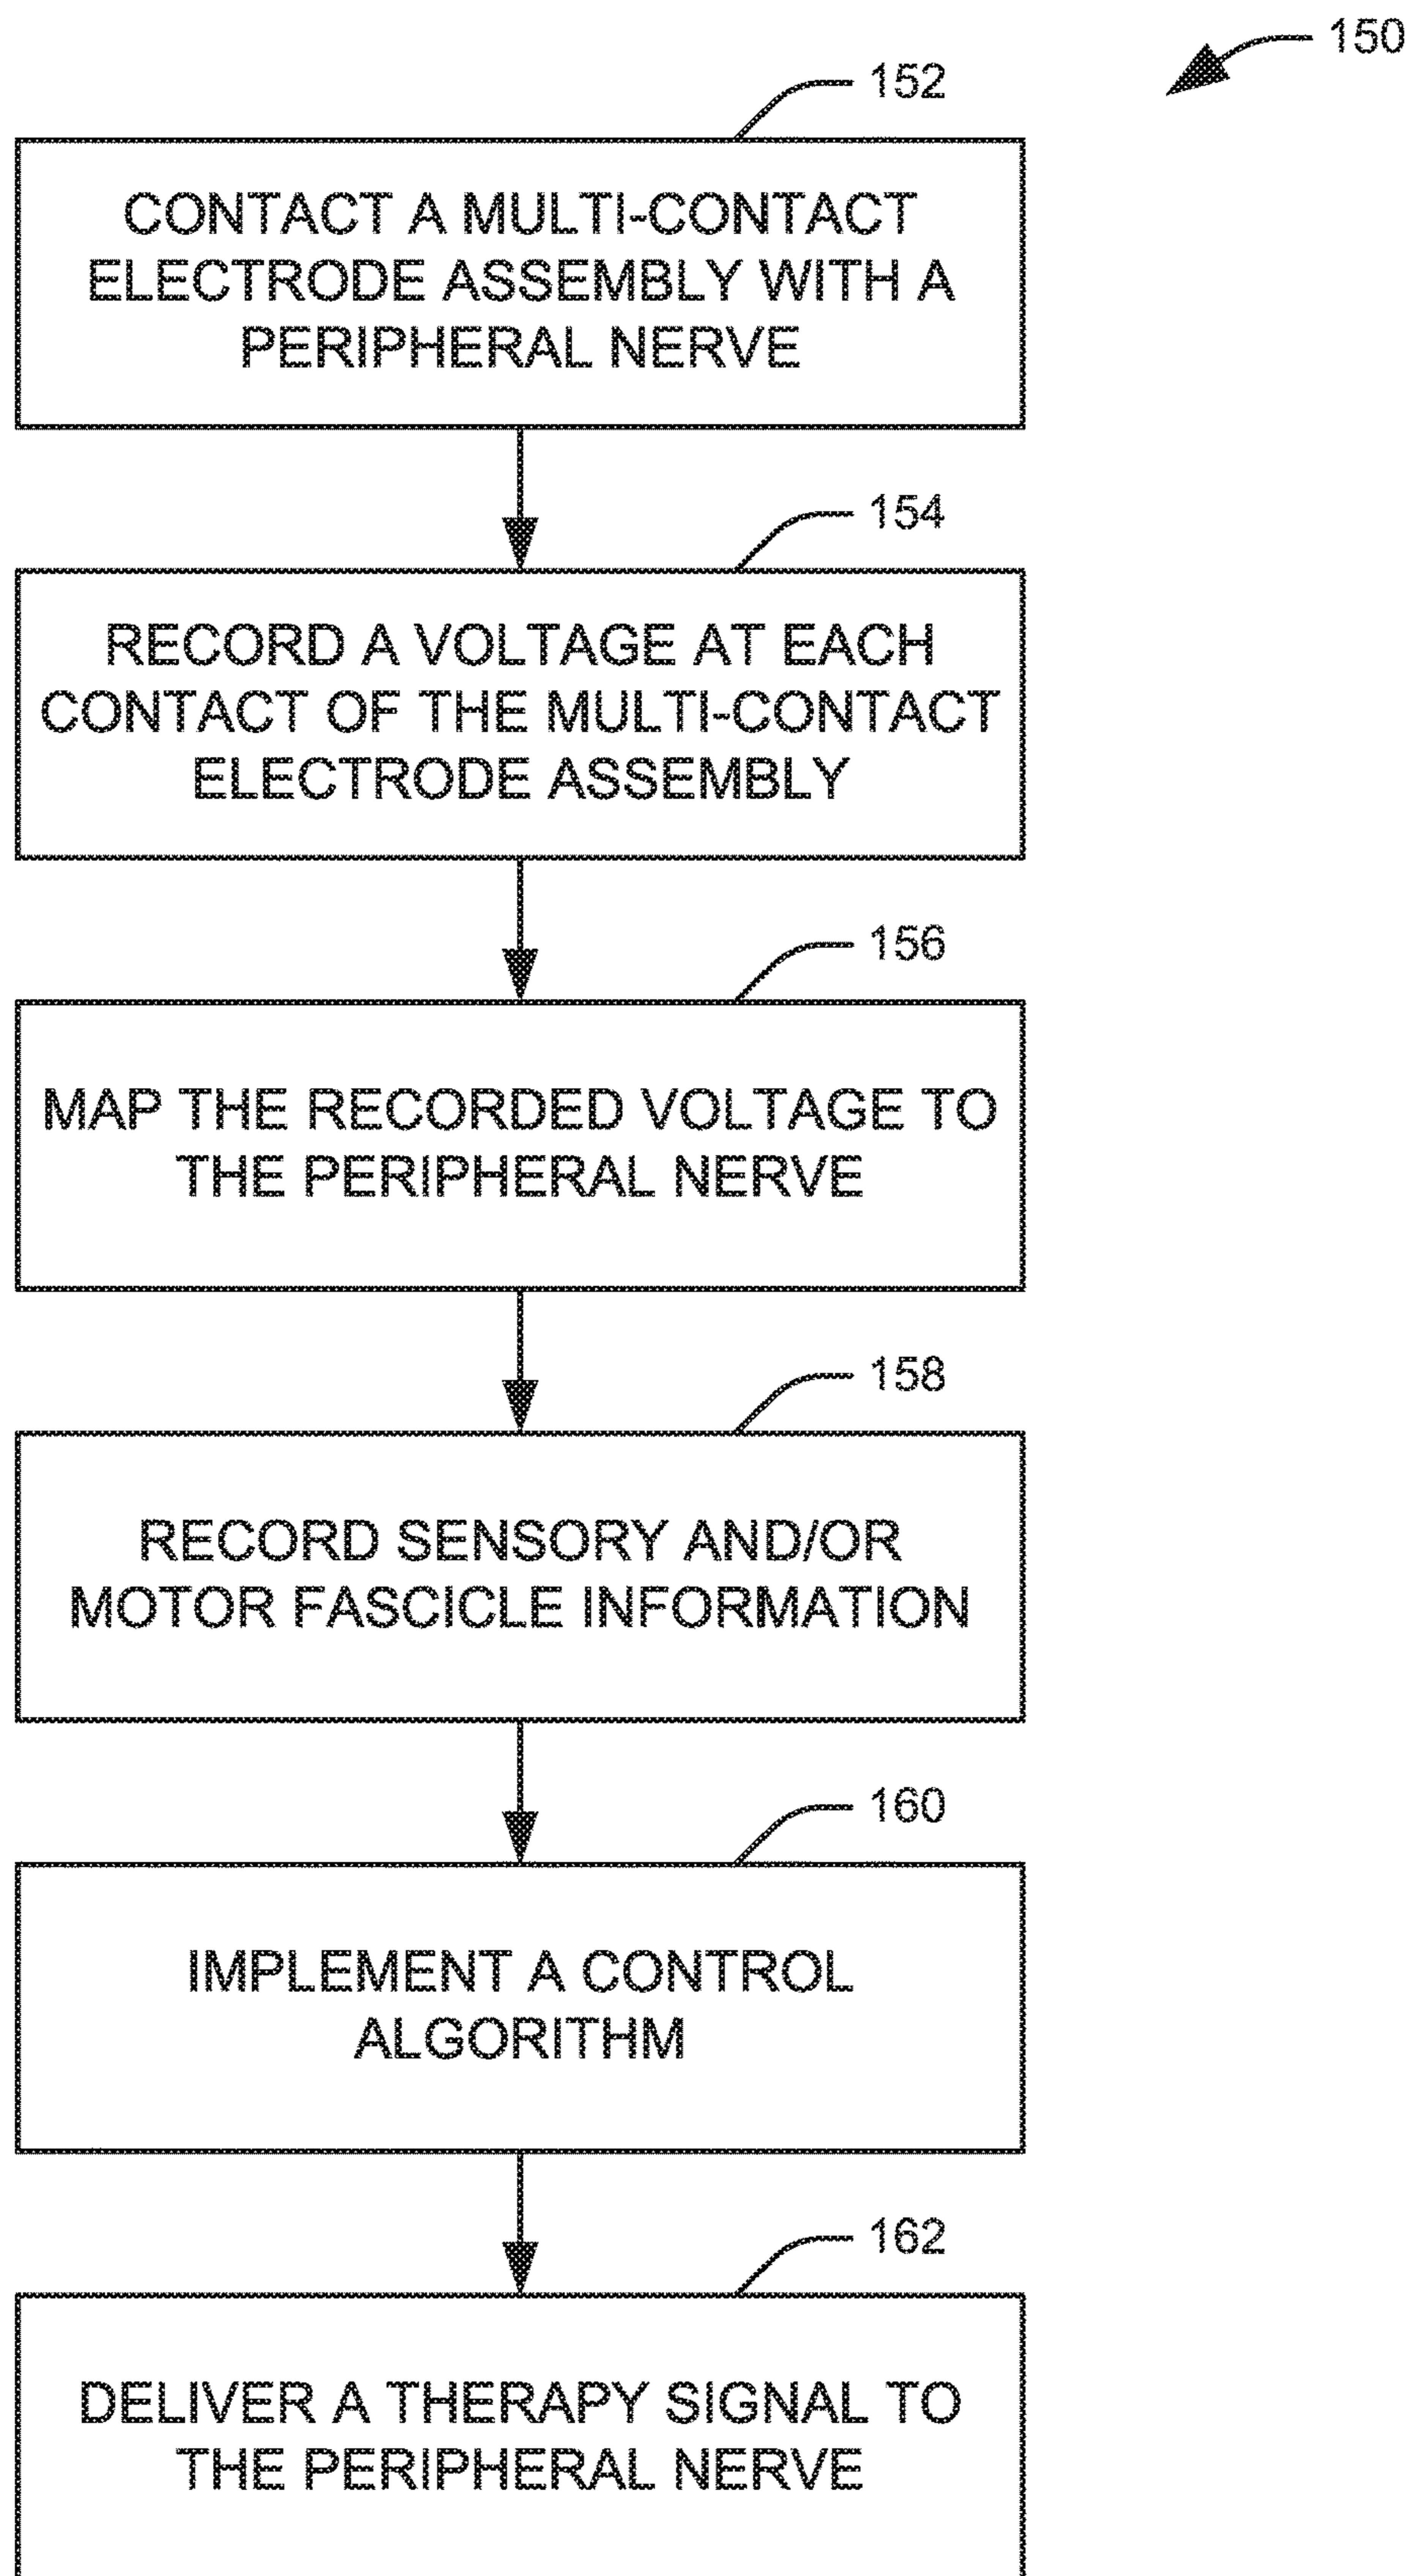 150
152
CONTACT A MULTI-CONTACT
ELECTRODE ASSEMBLY WITH A
PERIPHERAL NERVE
154
RECORD A VOLTAGE AT EACH
CONTACT OF THE MULTI-CONTACT
ELECTRODE ASSEMBLY
156
MAP THE RECORDED VOLTAGE TO
THE PERIPHERAL NERVE
158
RECORD SENSORY AND/OR
MOTOR FASCICLE INFORMATION
160
IMPLEMENT A CONTROL
ALGORITHM
162
DELIVER A THERAPY SIGNAL TO
THE PERIPHERAL NERVE